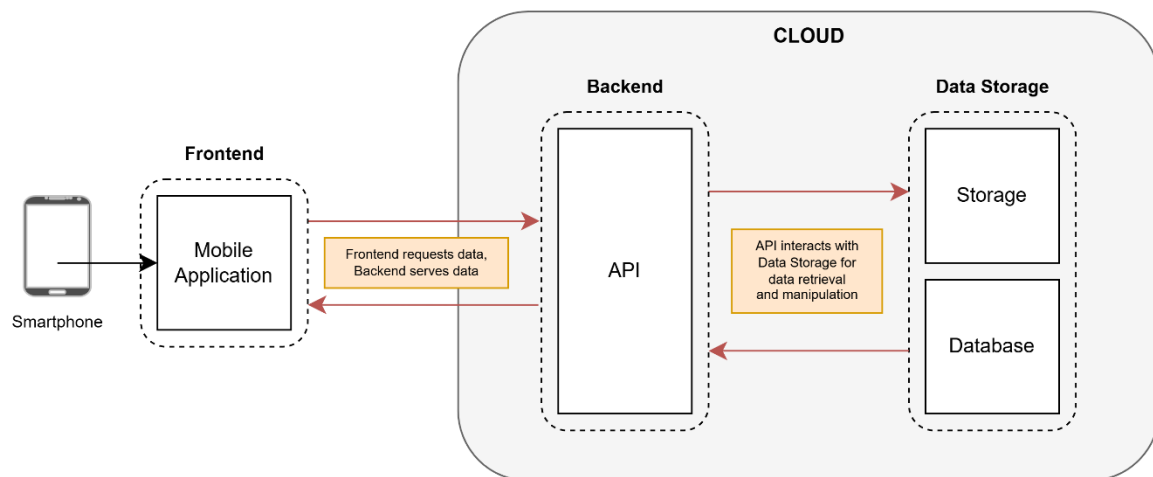 CLOUD
Backend
Data Storage
Frontend
Smartphone
Mobile
Application
Frontend requests data,
Backend serves data
API
API interacts with
Data Storage for
data retrieval
and manipulation
Storage
Database